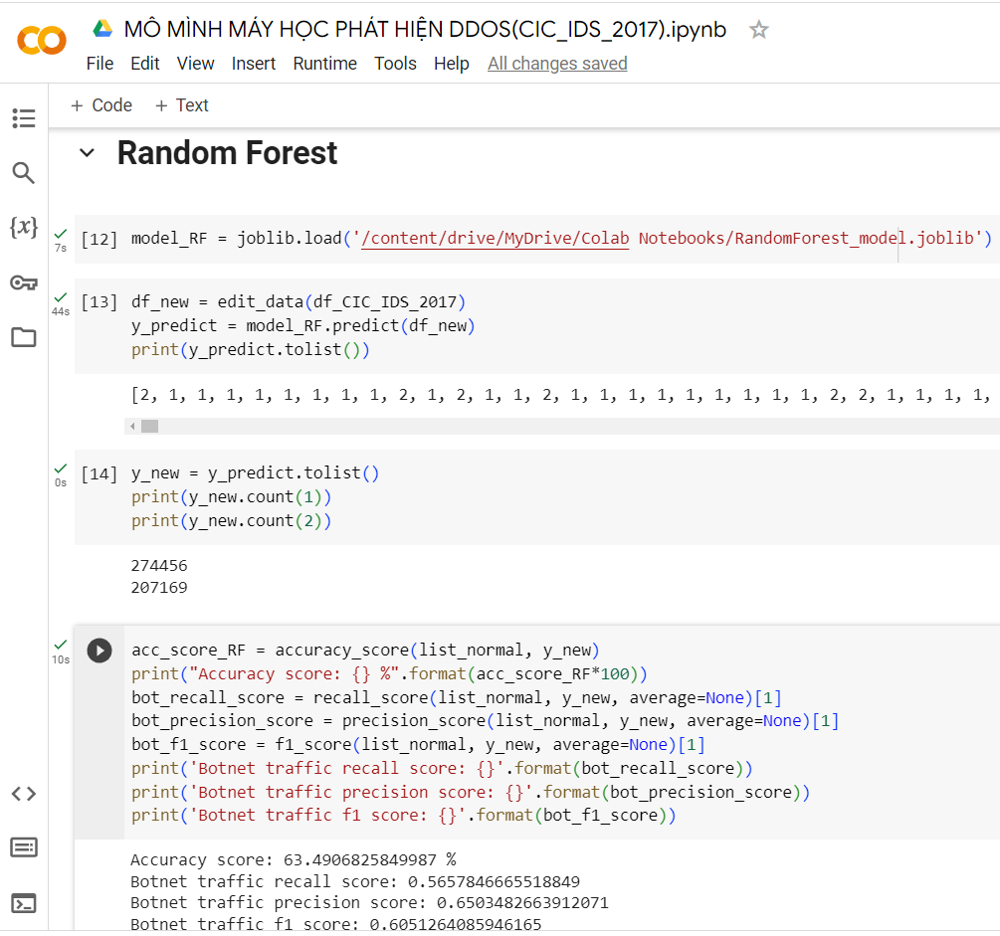 MÔ MÌNH MÁY HỌC PHÁT HIỆN DDOS(CIC_IDS_2017).ipynb
File Edit View Insert Runtime Tools Help All changes saved
+ Code + Text
Random Forest
{x}
7s
[12] model_RF = joblib.load('/content/drive/MyDrive/Colab Notebooks/RandomForest_model.joblib')
44s
[13] df_new = edit_data(df_CIC_IDS_2017)
y_predict = model_RF.predict(df_new)
print(y_predict.tolist())
[2, 1, 1, 1, 1, 1, 1, 1, 1, 2, 1, 2, 1, 1, 2, 1, 1, 1, 1, 1, 1, 1, 1, 1, 2, 2, 1, 1, 1, 1,
0s
[14] y_new = y_predict.tolist()
print(y_new.count(1))
print(y_new.count(2))
274456
207169
10s
acc_score_RF = accuracy_score(list_normal, y_new)
print("Accuracy score: {} %".format(acc_score_RF*100))
bot_recall_score = recall_score(list_normal, y_new, average=None)[1]
bot_precision_score = precision_score(list_normal, y_new, average=None)[1]
bot_f1_score = f1_score(list_normal, y_new, average=None)[1]
print('Botnet traffic recall score: {}'.format(bot_recall_score))
print('Botnet traffic precision score: {}'.format(bot_precision_score))
print('Botnet traffic f1 score: {}'.format(bot_f1_score))
Accuracy score: 63.4906825849987 %
Botnet traffic recall score: 0.5657846665518849
Botnet traffic precision score: 0.6503482663912071
Botnet traffic f1 score: 0.6051264085946165